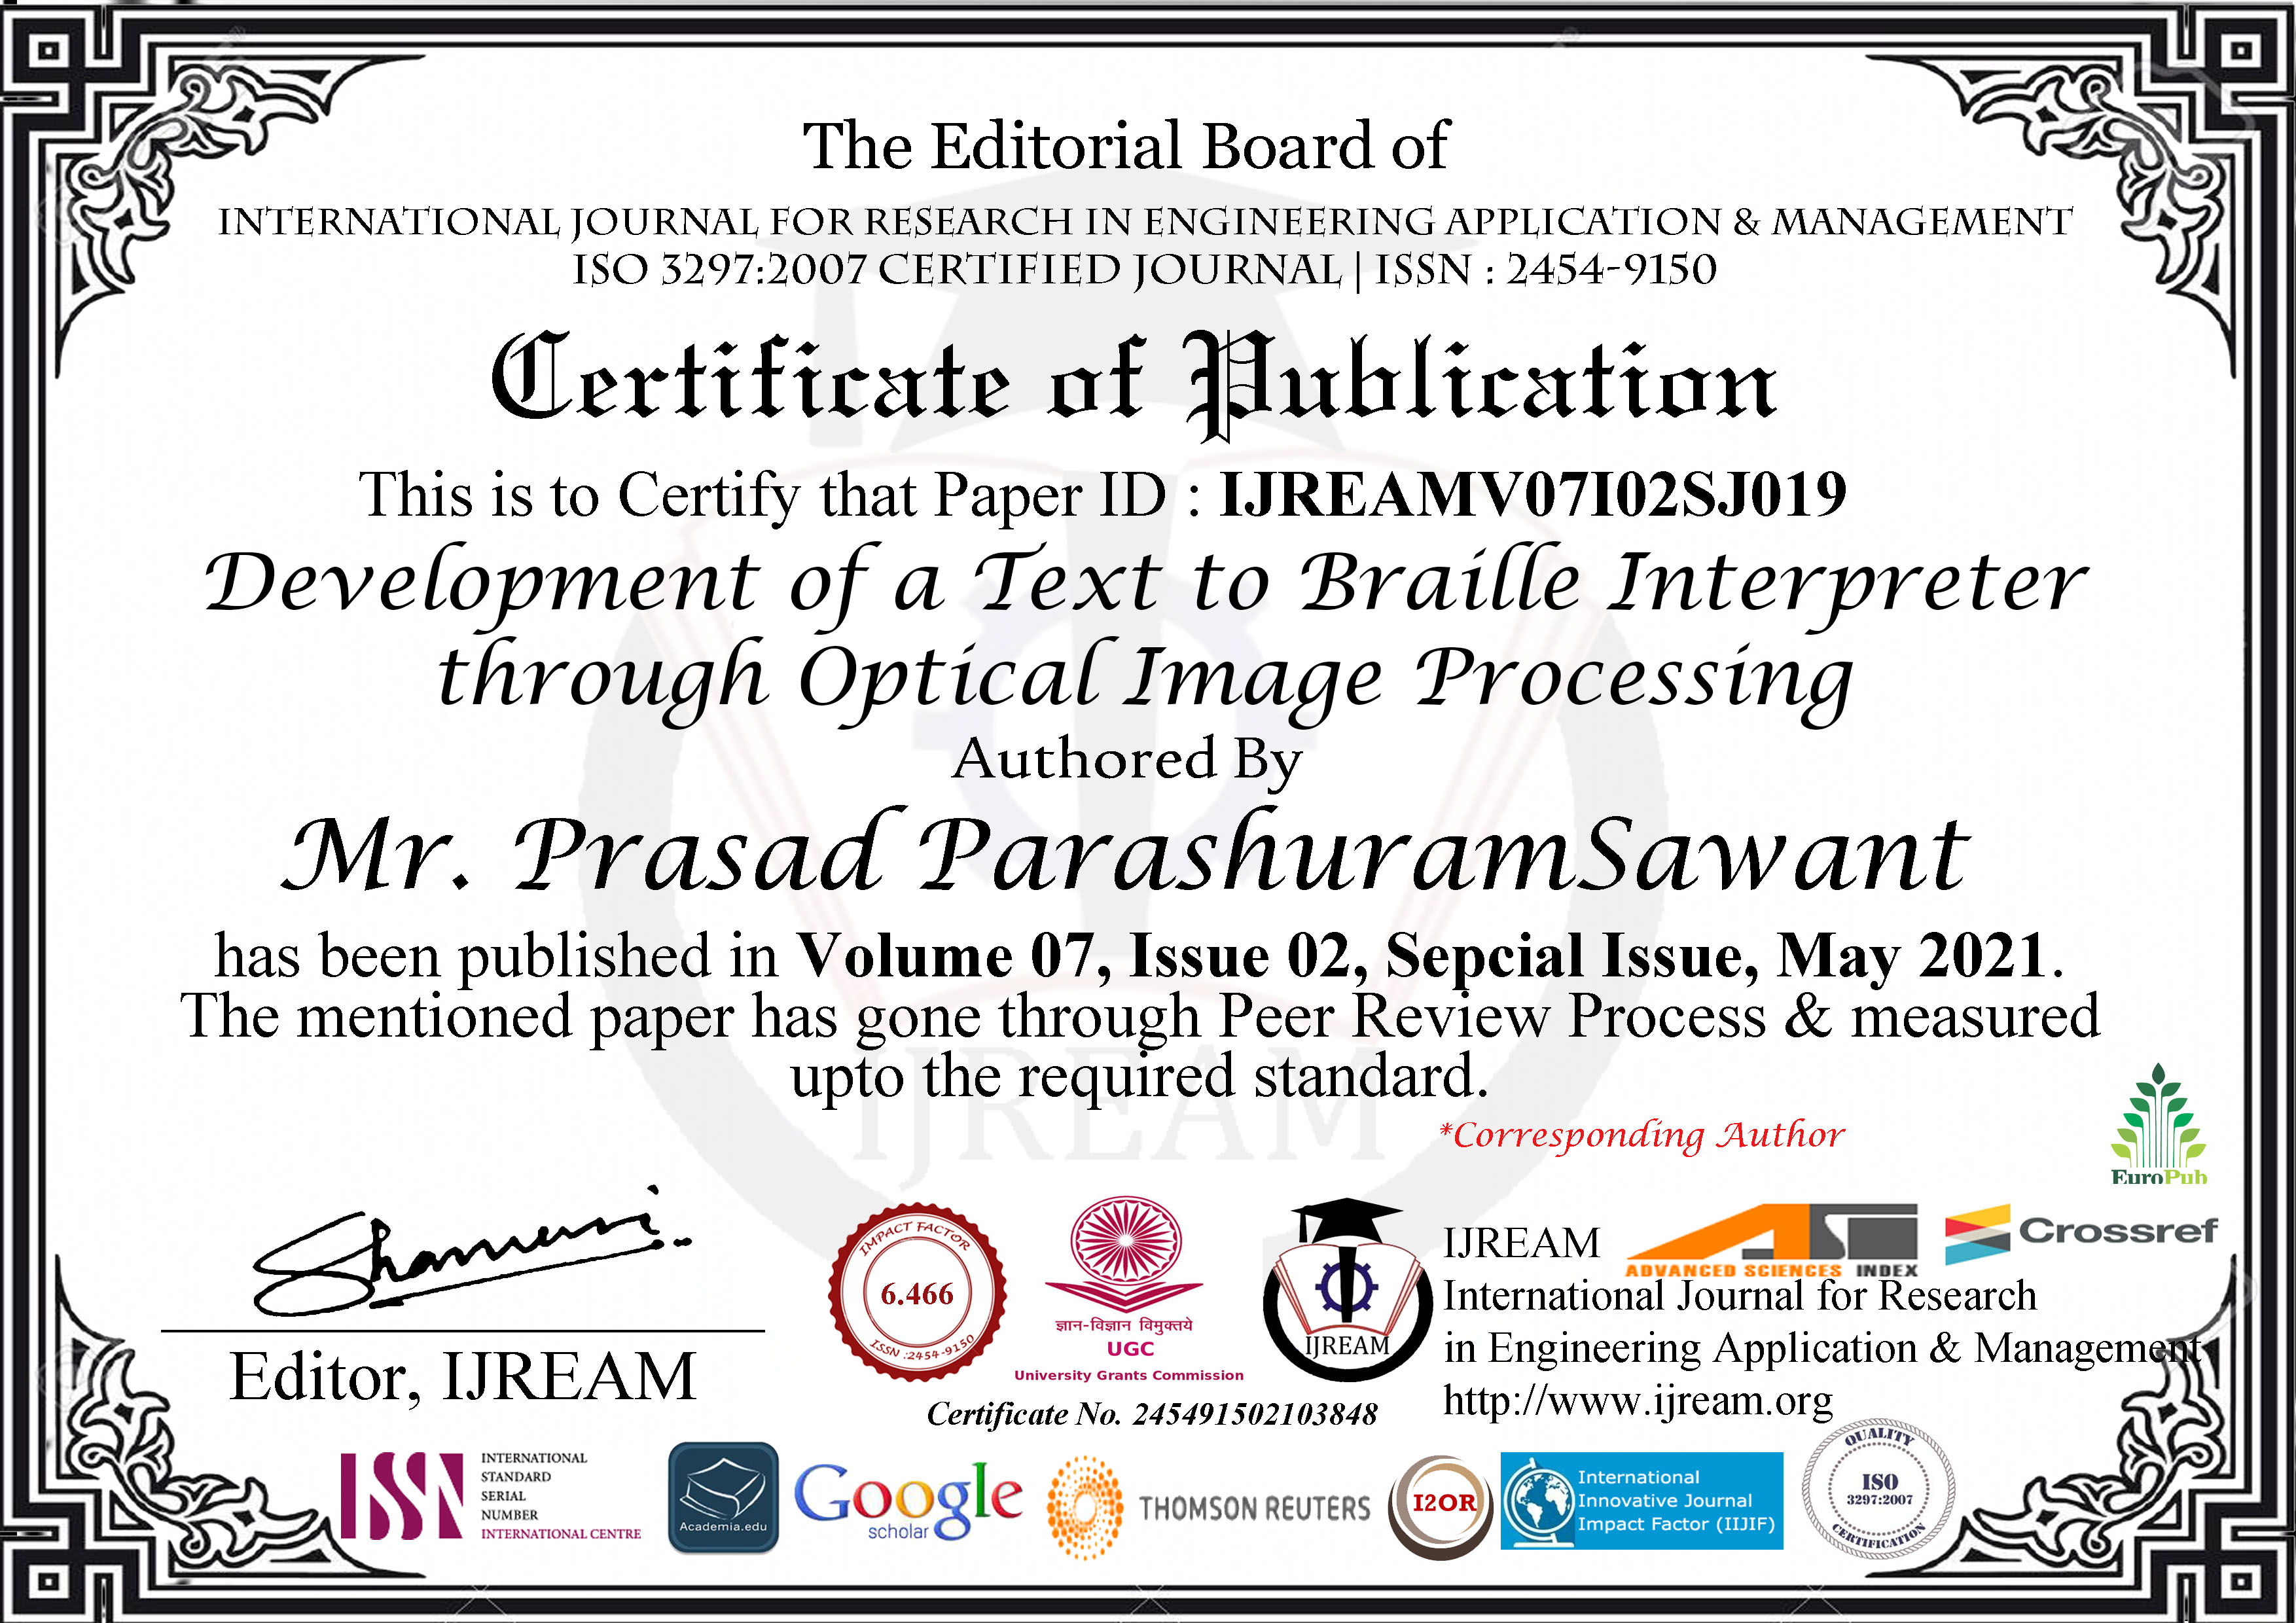 The Editorial Board of
INTERNATIONAL JOURNAL FOR RESEARCH IN ENGINEERING APPLICATION & MANAGEMENT
ISO 3297:2007 CERTIFIED JOURNAL | ISSN : 2454-9150
Certificate of Publication
This is to Certify that Paper ID : IJREAMV07I02SJ019
Development of a Text to Braille Interpreter
through Optical Image Processing
Authored By
Mr. Prasad ParashuramSawant
has been published in Volume 07, Issue 02, Sepcial Issue, May 2021.
The mentioned paper has gone through Peer Review Process & measured
upto the required standard.
*Corresponding Author
EuroPub
IJREAM
Editor, IJREAM
IMPACT FACTOR
6.466
ISSN :2454-9150
ज्ञान-विज्ञान विमुक्तये
UGC
University Grants Commission
IJREAM
Certificate No. 245491502103848
IJREAM
ASI
ADVANCED SCIENCES INDEX
Crossref
International Journal for Research
in Engineering Application & Management
http://www.ijream.org
ISSN
INTERNATIONAL
STANDARD
SERIAL
NUMBER
INTERNATIONAL CENTRE
Academia.edu
Google
scholar
THOMSON REUTERS
I2OR
International
Innovative Journal
Impact Factor (IIJIF)
QUALITY
ISO
3297:2007
CERTIFICATION